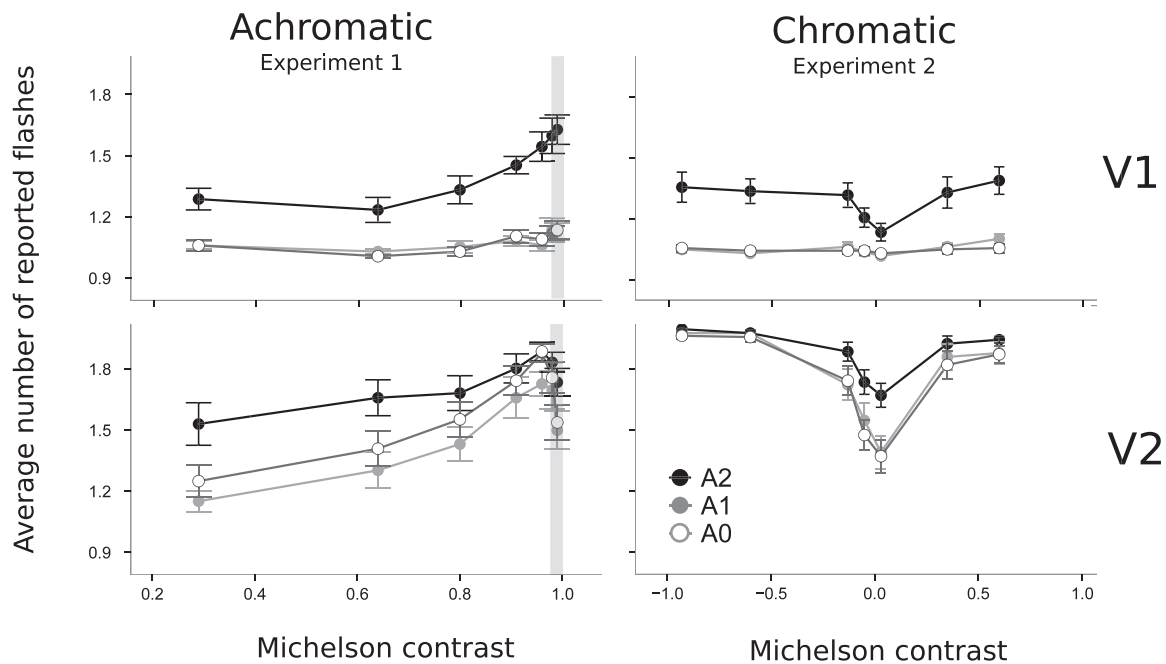 Achromatic
Chromatic
Experiment 1
Experiment 2
Average number of reported flashes
1.8
1.5
1.2
0.9
V1
1.8
1.5
1.2
0.9
V2
A2
A1
A0
0.2 0.4 0.6 0.8 1.0
−1.0 −0.5 0.0 0.5 1.0
Michelson contrast
Michelson contrast